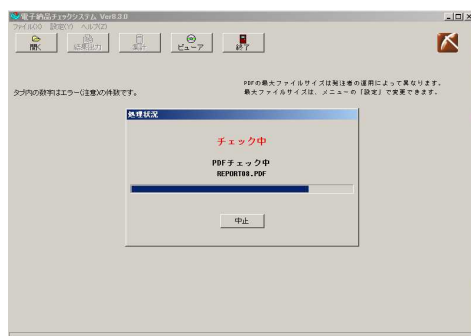 電子納品チェックシステム Ver8.3.0
ファイル(X) 設定(Y) ヘルプ(Z)
開く 結果出力 集計 ビューア 終了
PDFの最大ファイルサイズは発注者の運用によって異なります。
タブ内の数字はエラー(注意)の件数です。 最大ファイルサイズは、メニューの「設定」で変更できます。
処理状況
チェック中
PDFチェック中
REPORT08.PDF
中止